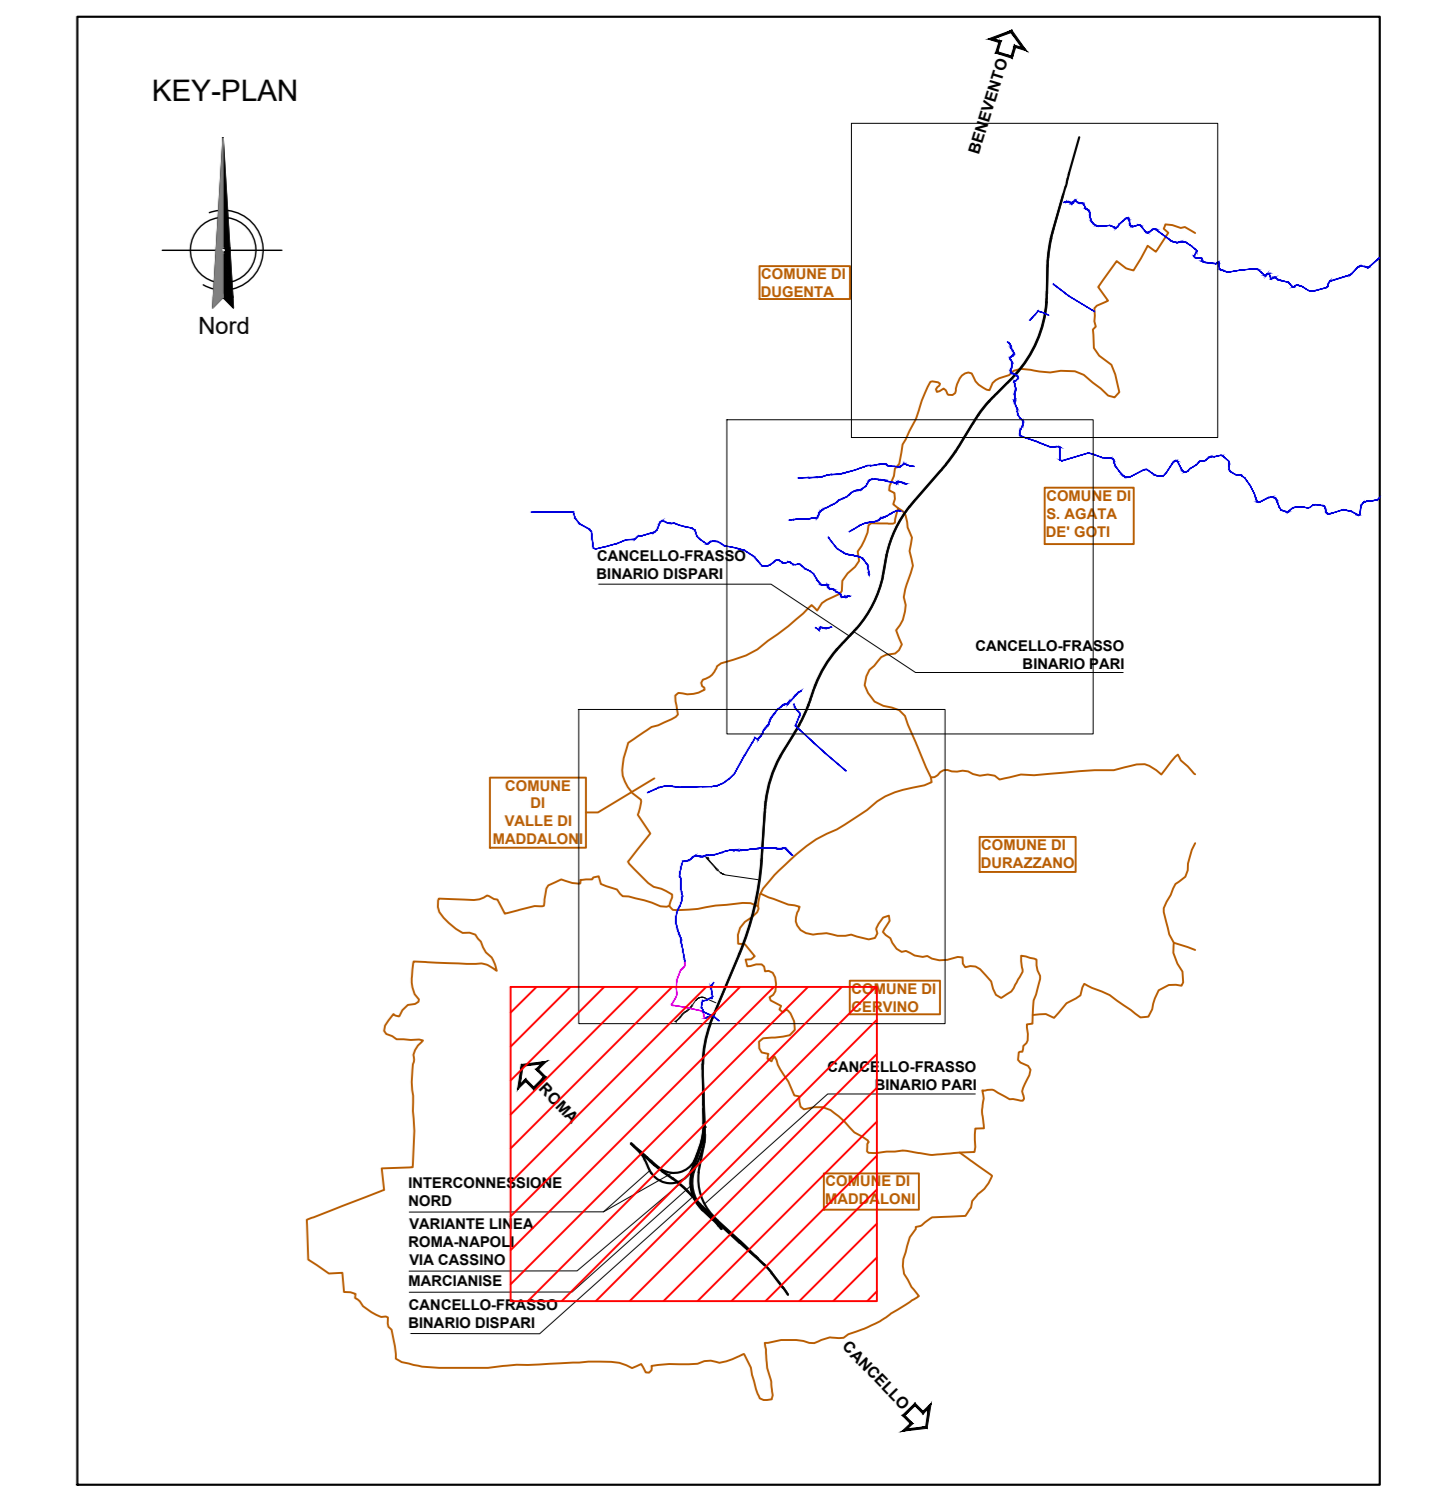 KEY-PLAN
Nord
BENEVENTO
COMUNE DI
DUGENTA
COMUNE DI
S. AGATA
DE' GOTI
CANCELLO-FRASSO
BINARIO DISPARI
CANCELLO-FRASSO
BINARIO PARI
COMUNE
DI
VALLE DI
MADDALONI
COMUNE DI
DURAZZANO
COMUNE DI
CERVINO
CANCELLO-FRASSO
BINARIO PARI
ROMA
COMUNE DI
MADDALONI
INTERCONNESSIONE
NORD
VARIANTE LINEA
ROMA-NAPOLI
VIA CASSINO
MARCIANISE
CANCELLO-FRASSO
BINARIO DISPARI
CANCELLO